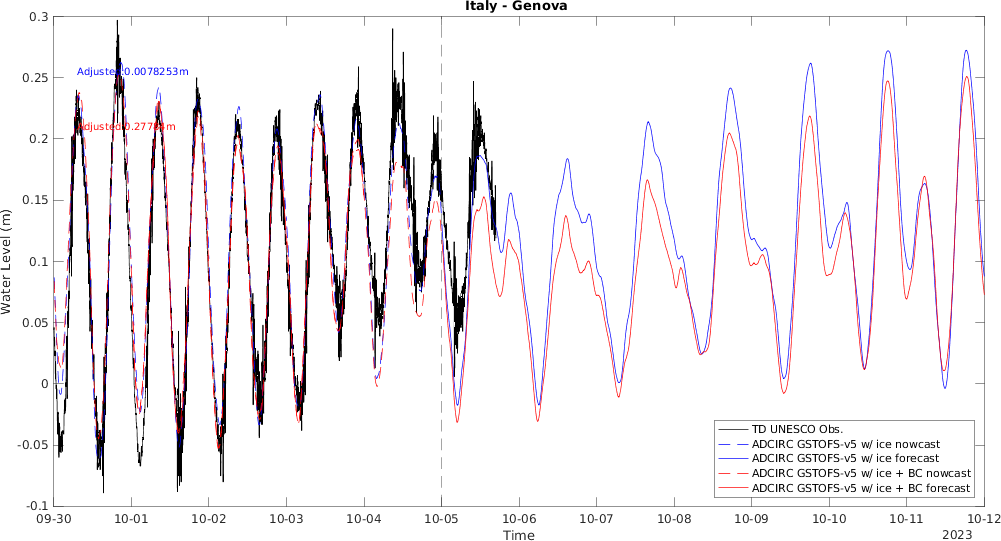 Italy - Genova
0.3
0.25
0.2
0.15
0.1
0.05
0
-0.05
-0.1
Water Level (m)
Adjusted 0.0078253m
09-30 10-01 10-02 10-03 10-04 10-05 10-06 10-07 10-08 10-09 10-10 10-11 10-12
Time
2023
TD UNESCO Obs.
ADCIRC GSTOFS-v5 w/ ice nowcast
ADCIRC GSTOFS-v5 w/ ice forecast
ADCIRC GSTOFS-v5 w/ ice + BC nowcast
ADCIRC GSTOFS-v5 w/ ice + BC forecast